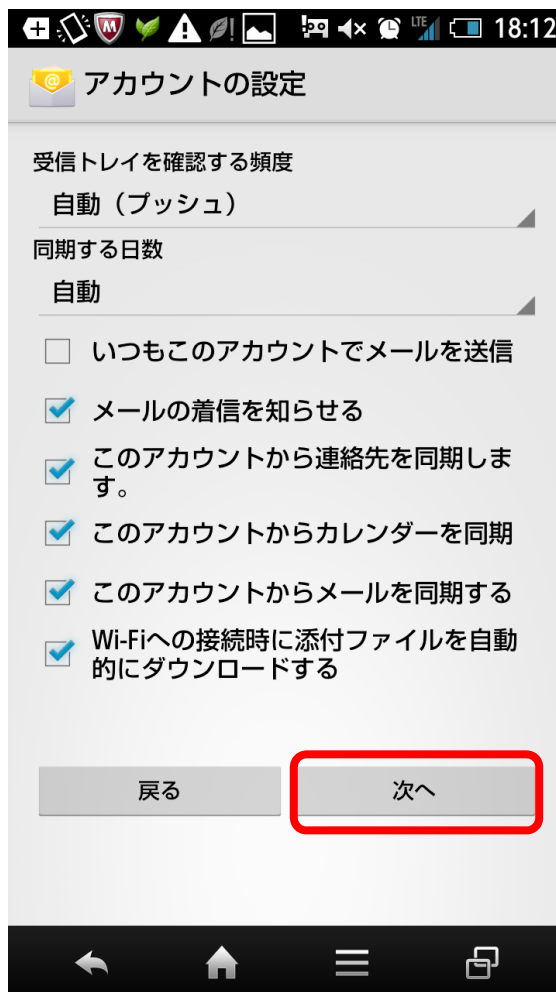 LTE 18:12
アカウントの設定
受信トレイを確認する頻度
自動（プッシュ）
同期する日数
自動
いつもこのアカウントでメールを送信
メールの着信を知らせる
このアカウントから連絡先を同期しま
す。
このアカウントからカレンダーを同期
このアカウントからメールを同期する
Wi-Fiへの接続時に添付ファイルを自動
的にダウンロードする
戻る 次へ